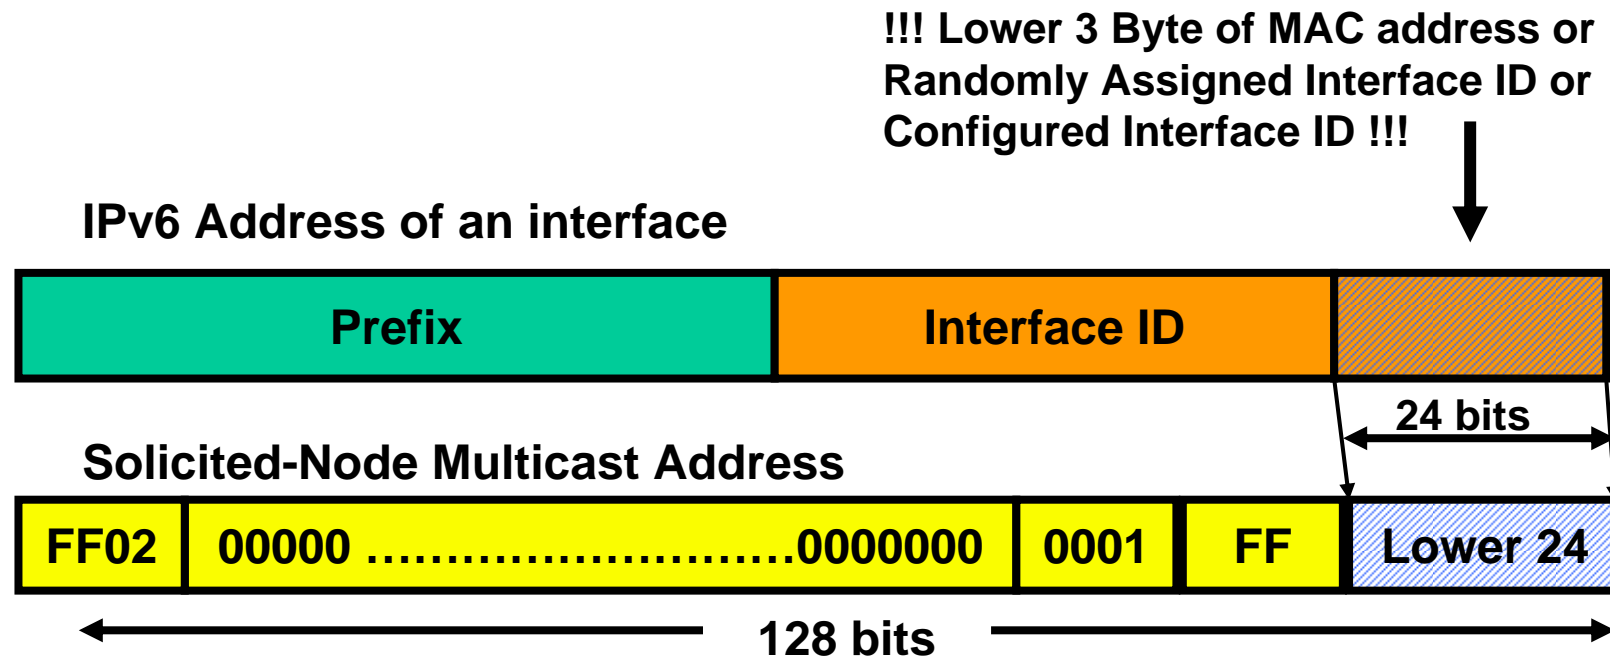 !!! Lower 3 Byte of MAC address or
Randomly Assigned Interface ID or
Configured Interface ID !!!
IPv6 Address of an interface
Prefix
Interface ID
24 bits
Solicited-Node Multicast Address
FF02
00000 ...........................0000000
0001
FF
Lower 24
128 bits